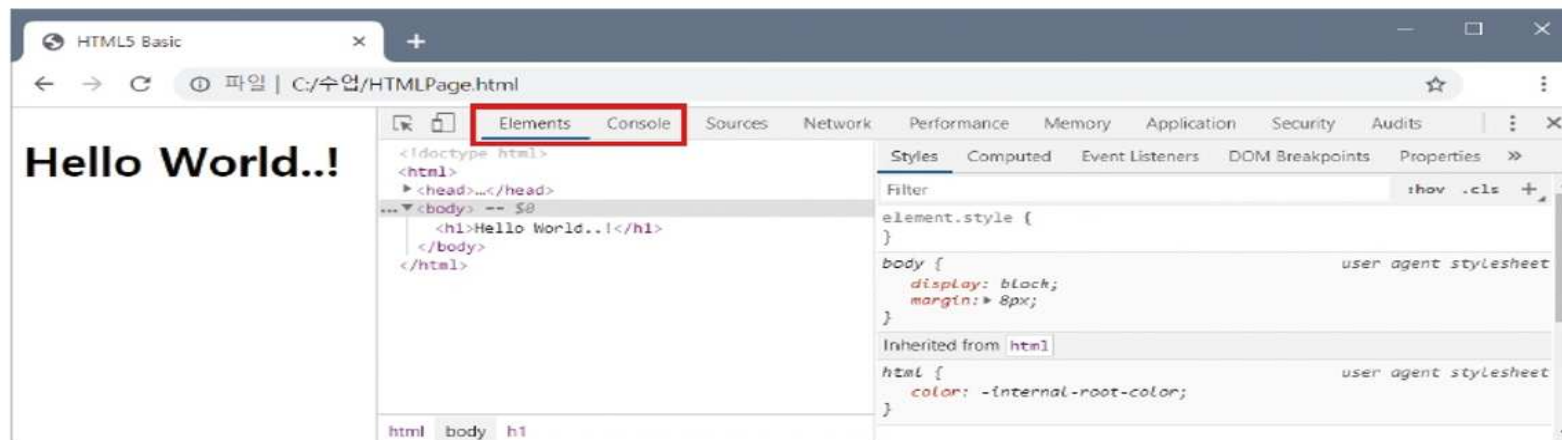 HTML5 Basic
파일 | C:/수업/HTMLPage.html
Elements Console Sources Network Performance Memory Application Security Audits
Hello World..!
<!doctype html>
<html>
<head>…</head>
<body> == $0
<h1>Hello World..!</h1>
</body>
</html>
html body h1
Styles Computed Event Listeners DOM Breakpoints Properties »
Filter :hov .cls +
element.style {
}
body { user agent stylesheet
display: block;
margin: 8px;
}
Inherited from html
html { user agent stylesheet
color: -internal-root-color;
}